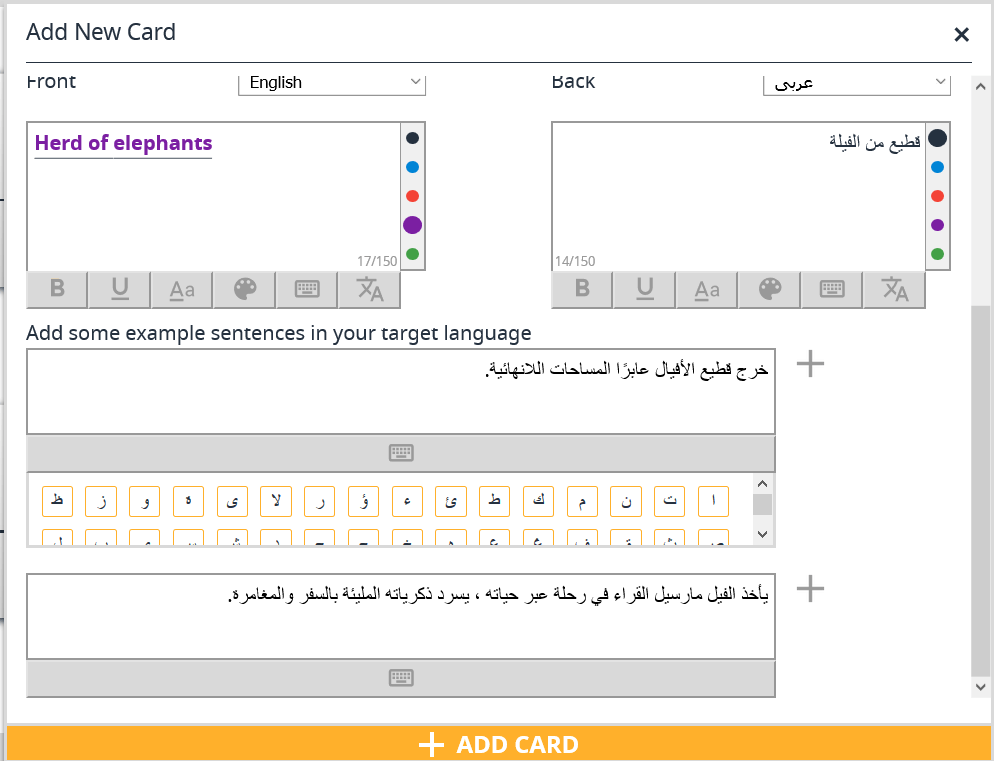 Add New Card
Front
English
Back
عربى
Herd of elephants
17/150
قطيع من الفيلة
14/150
B U Aa
B U Aa
Add some example sentences in your target language
خرج قطيع الأفيال عابرًا المساحات اللانهائية.
ظ ز و ة ى لا ر ؤ ء ئ ط ك م ن ت ا
يأخذ الفيل مارسيل القراء في رحلة عبر حياته ، يسرد ذكرياته المليئة بالسفر والمغامرة.
ADD CARD